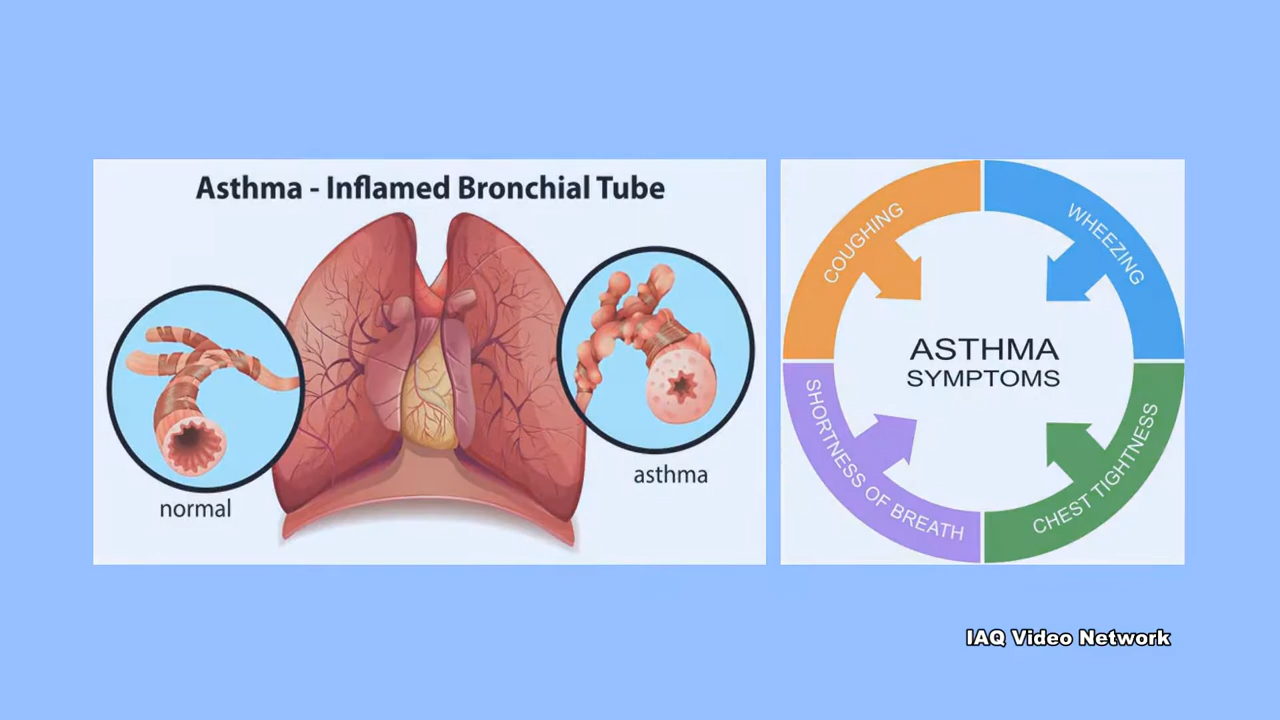 Asthma - Inflamed Bronchial Tube
normal
asthma
COUGHING
WHEEZING
ASTHMA
SYMPTOMS
SHORTNESS OF BREATH
CHEST TIGHTNESS
IAQ Video Network